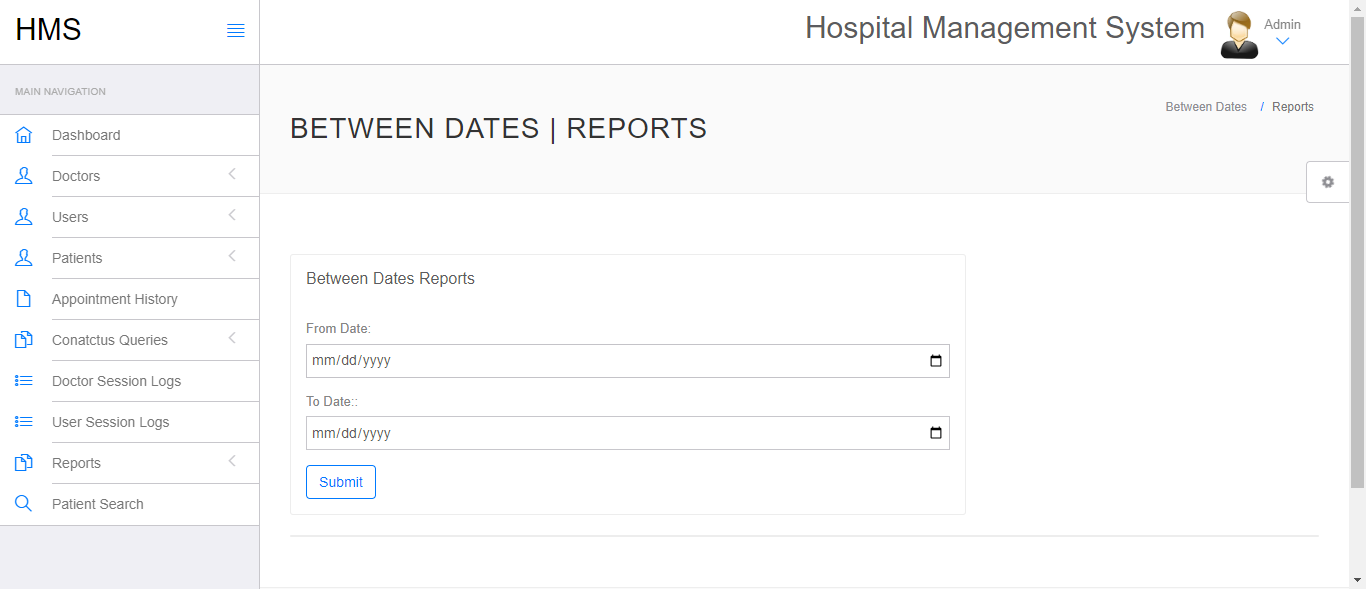 HMS
Hospital Management System
Admin
MAIN NAVIGATION
Dashboard
Doctors
Users
Patients
Appointment History
Conatctus Queries
Doctor Session Logs
User Session Logs
Reports
Patient Search
BETWEEN DATES | REPORTS
Between Dates / Reports
Between Dates Reports
From Date:
mm/dd/yyyy
To Date::
mm/dd/yyyy
Submit